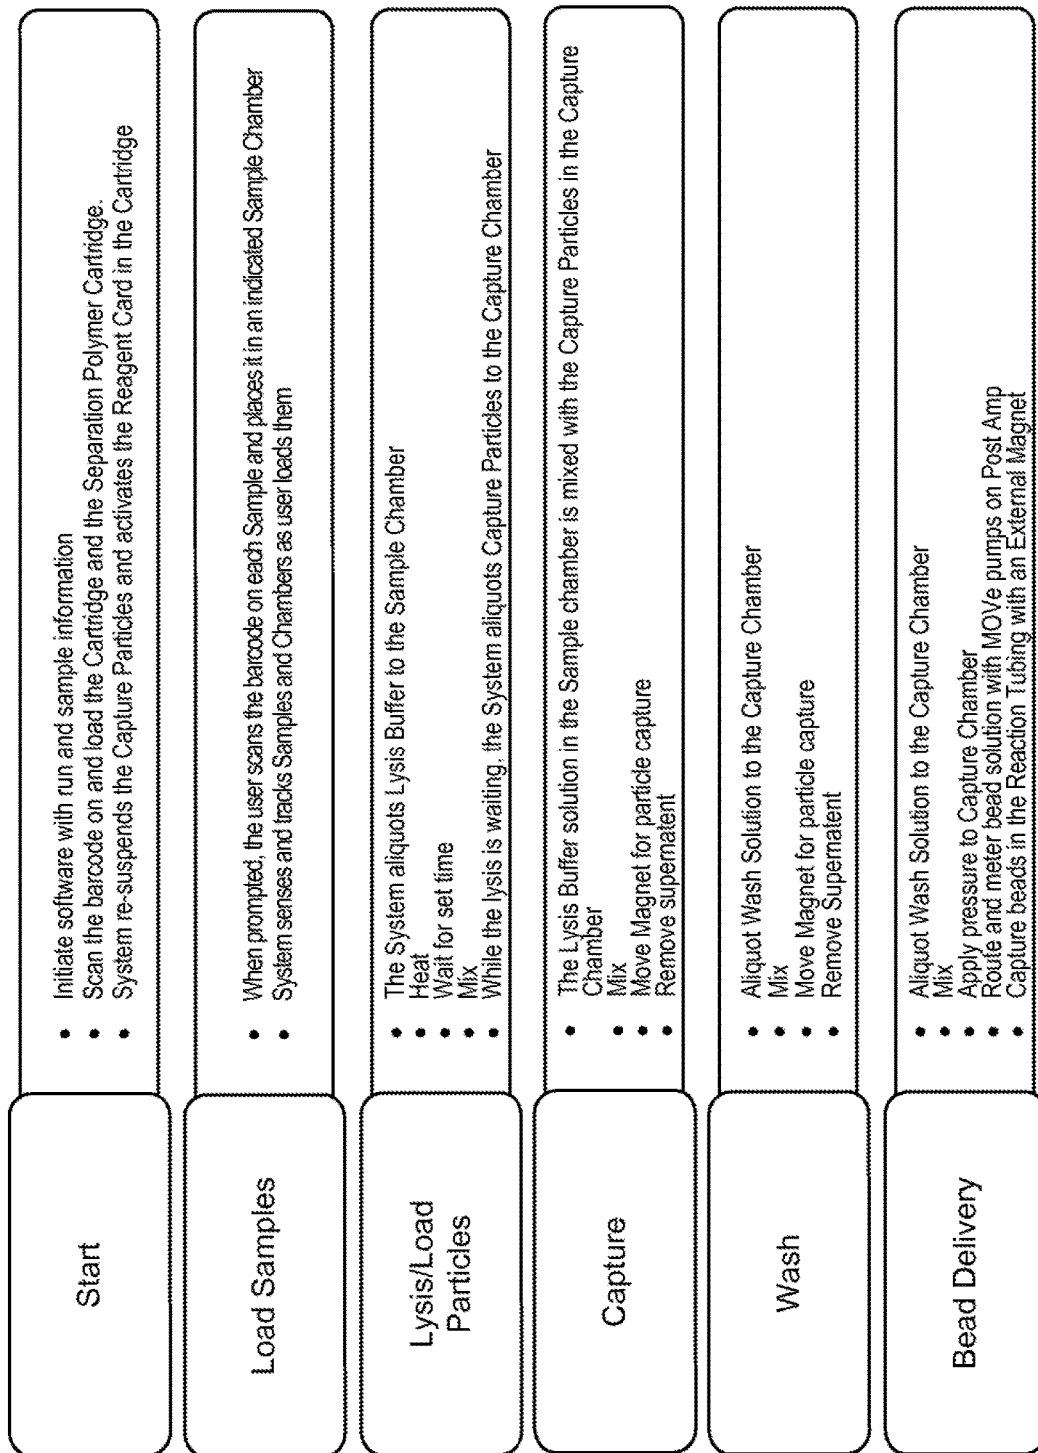 Start
Initiate software with run and sample information
Scan the barcode on and load the Cartridge and the Separation Polymer Cartridge.
System re-suspends the Capture Particles and activates the Reagent Card in the Cartridge
Load Samples
When prompted, the user scans the barcode on each Sample and places it in an indicated Sample Chamber
System senses and tracks Samples and Chambers as user loads them
Lysis/Load
Particles
The System aliquots Lysis Buffer to the Sample Chamber
Heat
Wait for set time
Mix
While the lysis is waiting, the System aliquots Capture Particles to the Capture Chamber
Capture
The Lysis Buffer solution in the Sample chamber is mixed with the Capture Particles in the Capture
Chamber
Mix
Move Magnet for particle capture
Remove supernatent
Wash
Aliquot Wash Solution to the Capture Chamber
Mix
Move Magnet for particle capture
Remove Supernatent
Bead Delivery
Aliquot Wash Solution to the Capture Chamber
Mix
Apply pressure to Capture Chamber
Route and meter bead solution with MOVe pumps on Post Amp
Capture beads in the Reaction Tubing with an External Magnet